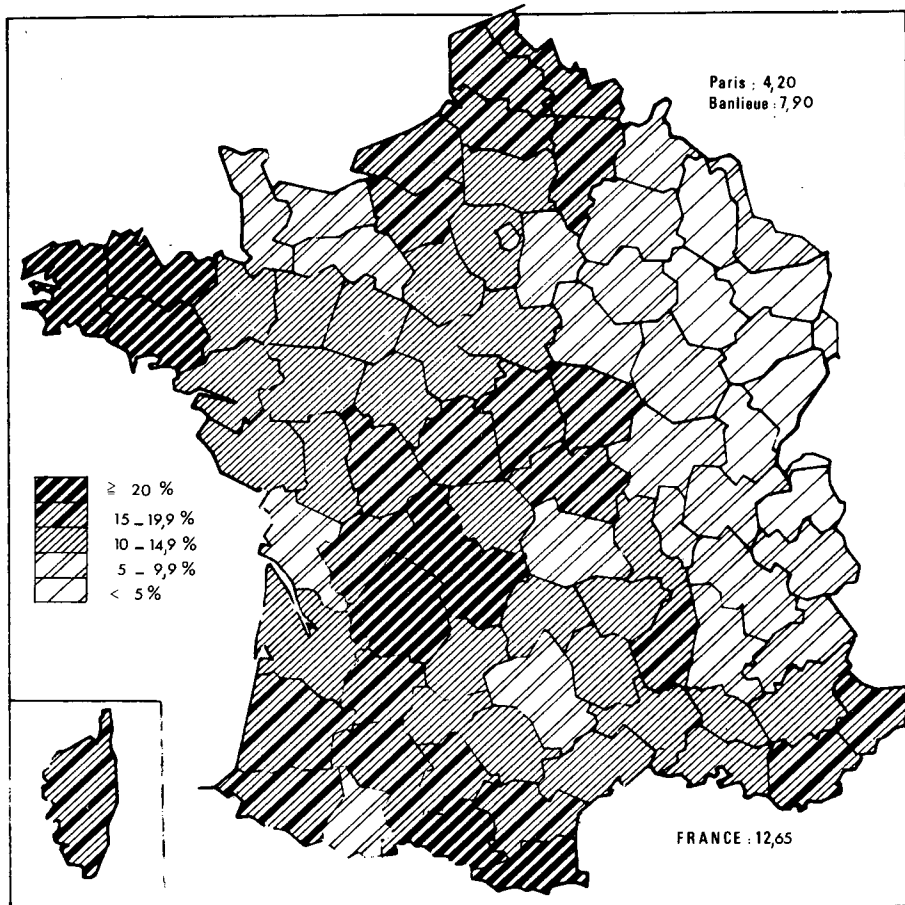 Paris : 4,20
Banlieue : 7,90
≧ 20 %
15 – 19,9 %
10 – 14,9 %
5 – 9,9 %
< 5 %
FRANCE : 12,65